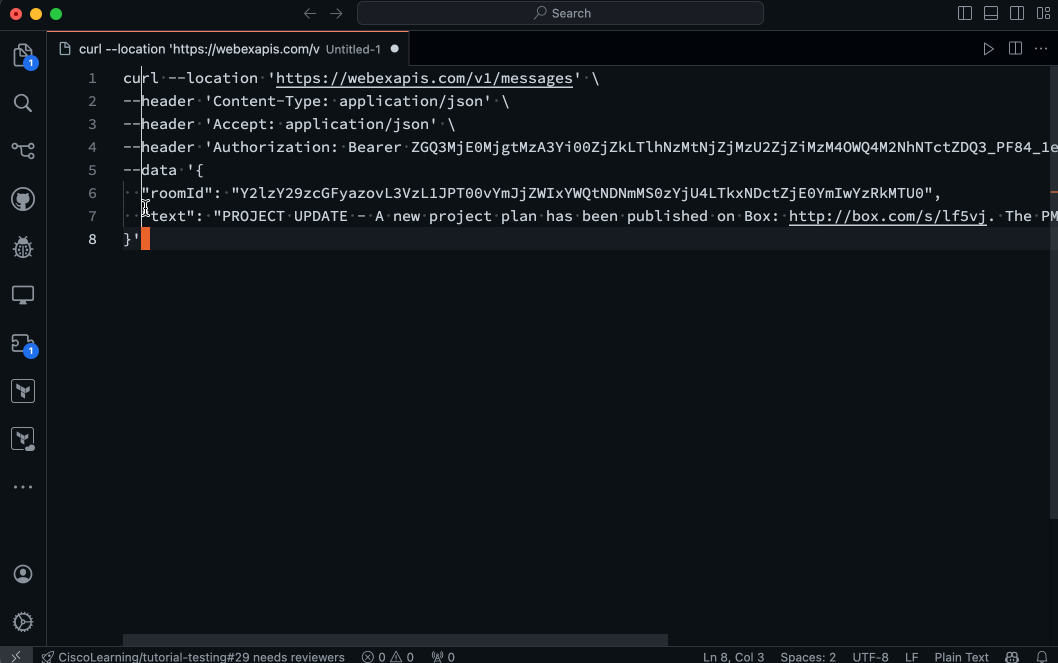 Search
1
curl --location 'https://webexapis.com/v Untitled-1
1 curl --location 'https://webexapis.com/v1/messages' \
2 --header 'Content-Type: application/json' \
3 --header 'Accept: application/json' \
4 --header 'Authorization: Bearer ZGQ3MjE0MjgtMzA3Yi00ZjZkLTlhNzMtNjZjMzU2ZjZiMzM4OWQ4M2NhNTctZDQ3_PF84_1e
5 --data '{
6 "roomId": "Y2lzY29zcGFyazovL3VzL1JPT00vYmJjZWIxYWQtNDNmMS0zYjU4LTkxNDctZjE0YmIwYzRkMTU0",
7 "text": "PROJECT UPDATE - A new project plan has been published on Box: http://box.com/s/lf5vj. The PM
8 }'
1
CiscoLearning/tutorial-testing#29 needs reviewers 0 0 0 Ln 8, Col 3 Spaces: 2 UTF-8 LF Plain Text